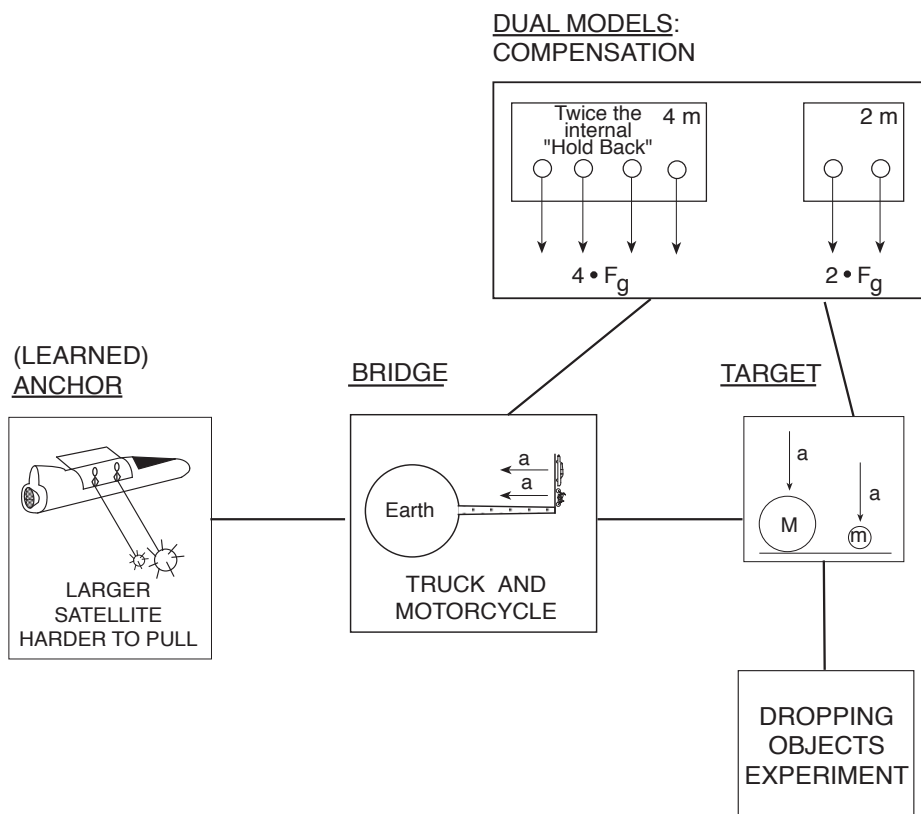 DUAL MODELS:
COMPENSATION
Twice the
internal
"Hold Back"
4 m
2 m
4 • Fg
2 • Fg
(LEARNED)
ANCHOR
LARGER
SATELLITE
HARDER TO PULL
BRIDGE
Earth
a
a
TRUCK AND
MOTORCYCLE
TARGET
a
a
M
m
DROPPING
OBJECTS
EXPERIMENT